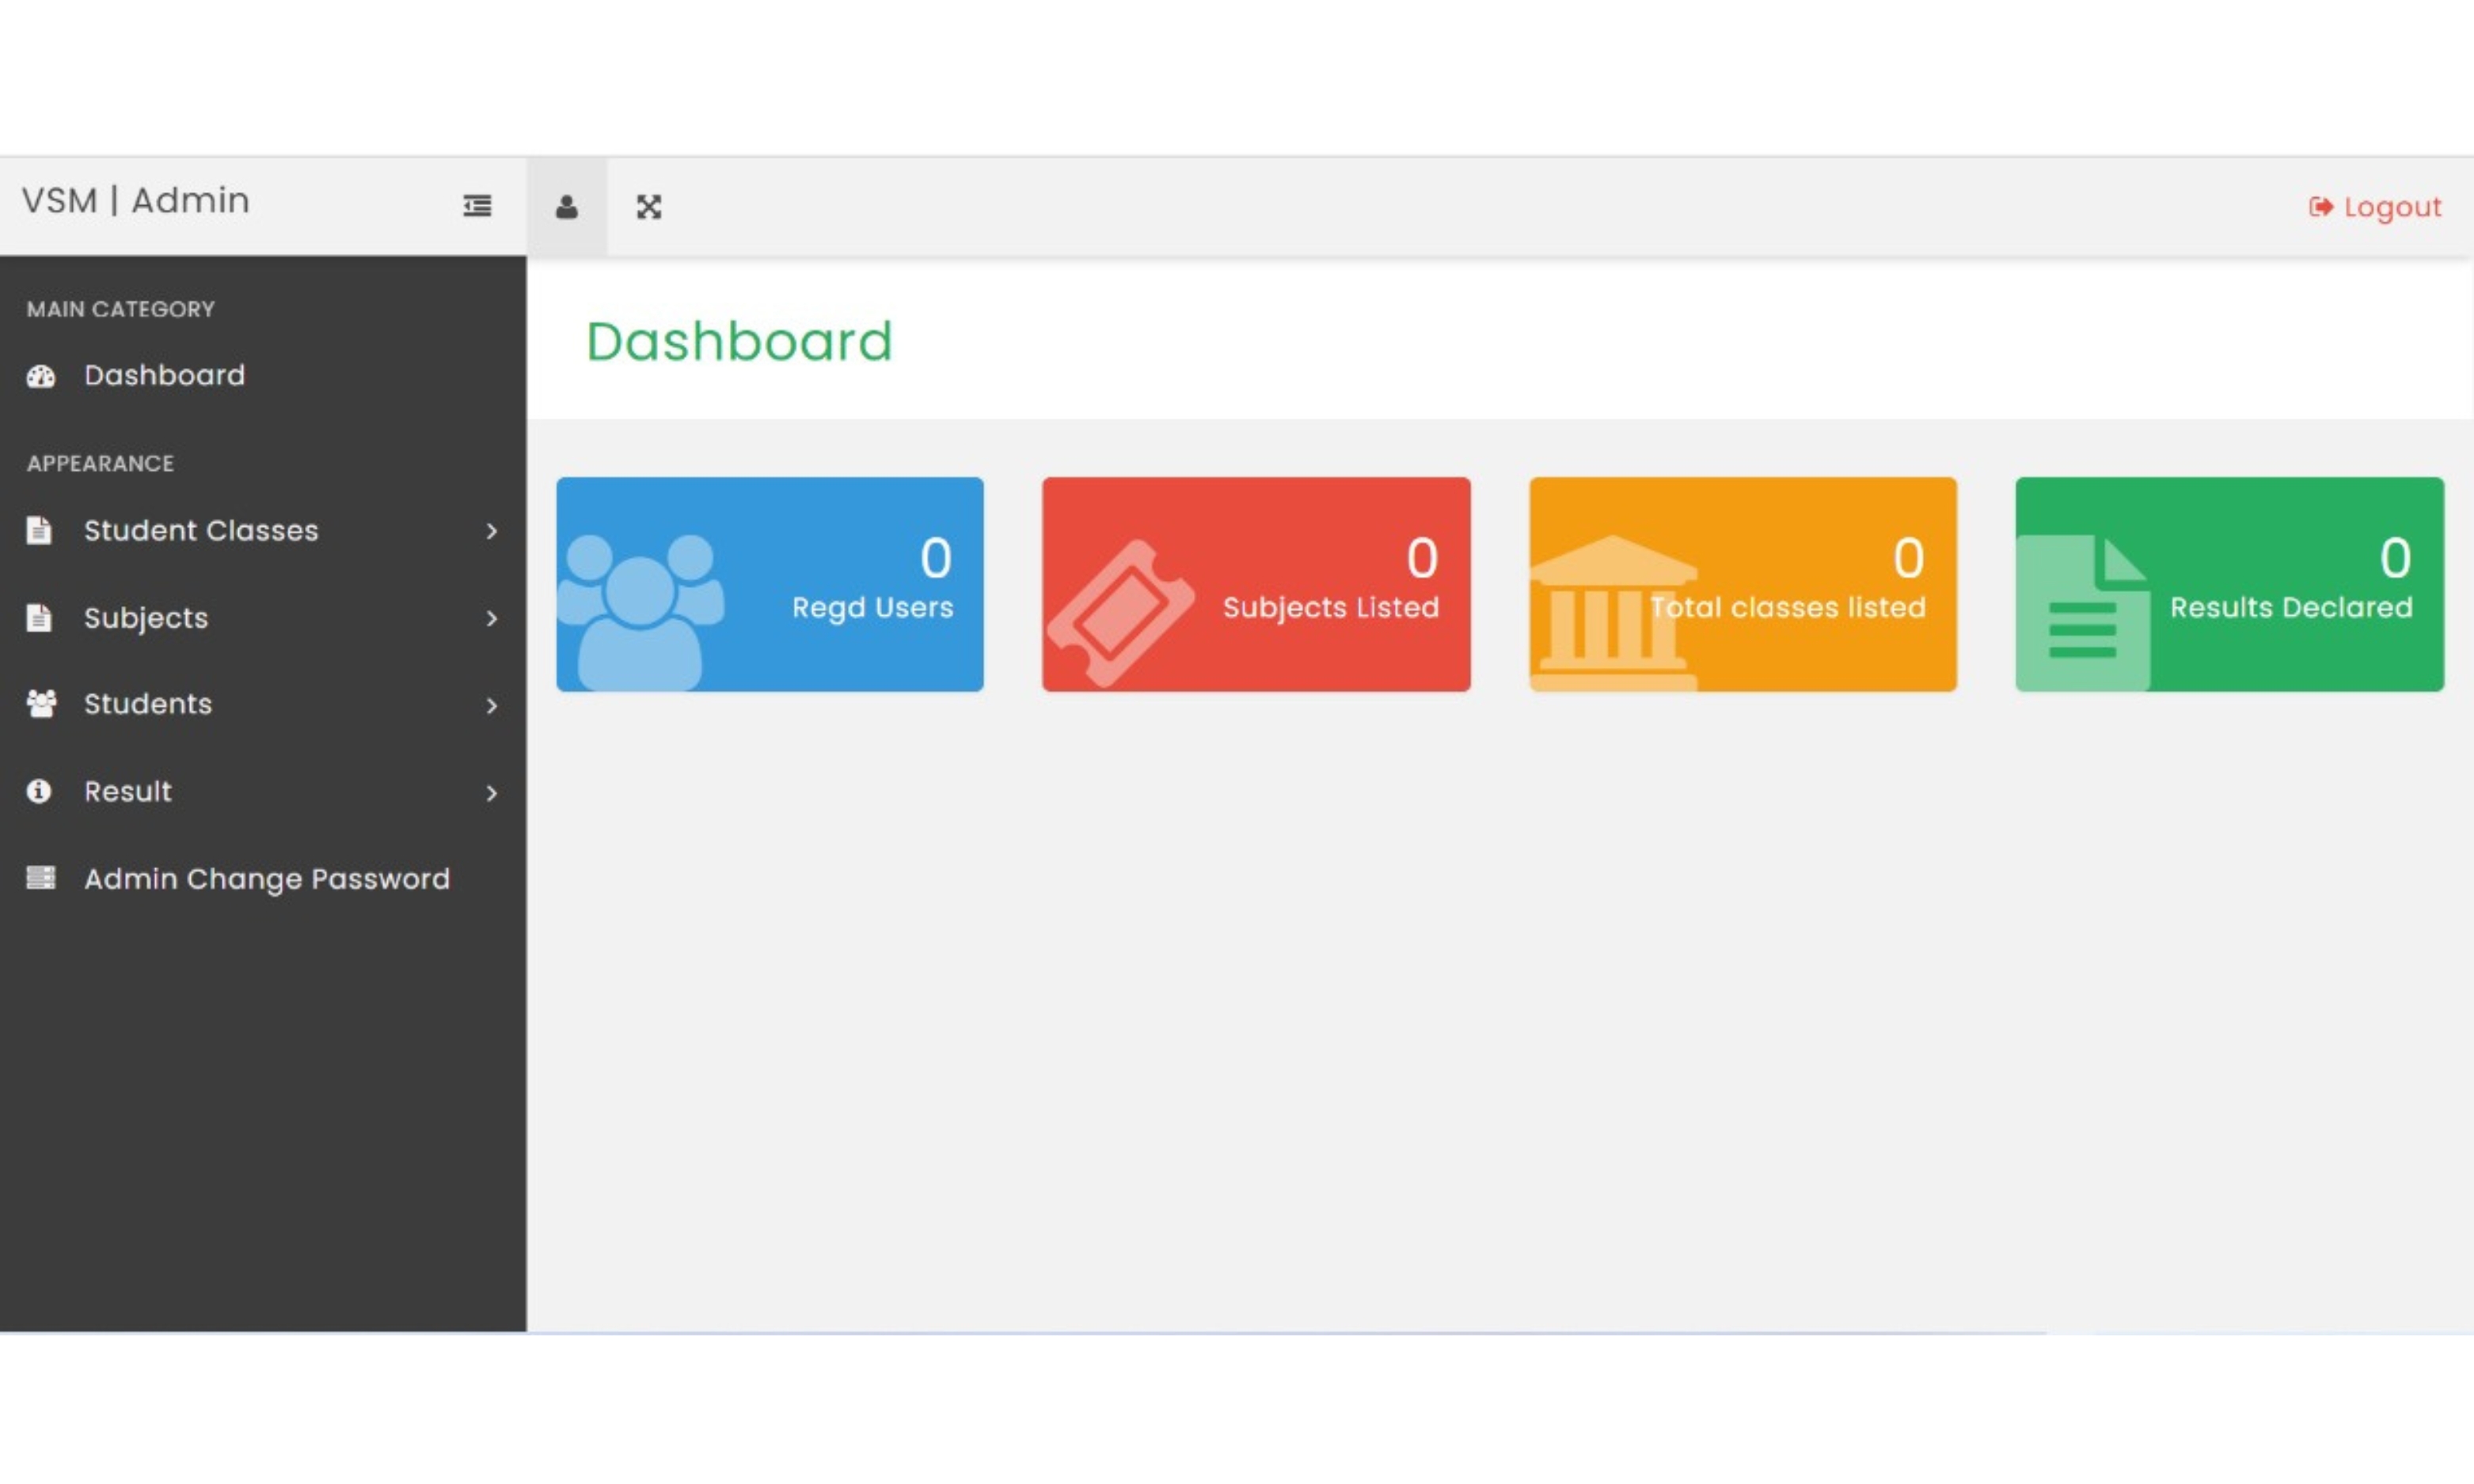 VSM | Admin
Logout
MAIN CATEGORY
Dashboard
APPEARANCE
Student Classes
Subjects
Students
Result
Admin Change Password
Dashboard
0
Regd Users
0
Subjects Listed
0
Total classes listed
0
Results Declared